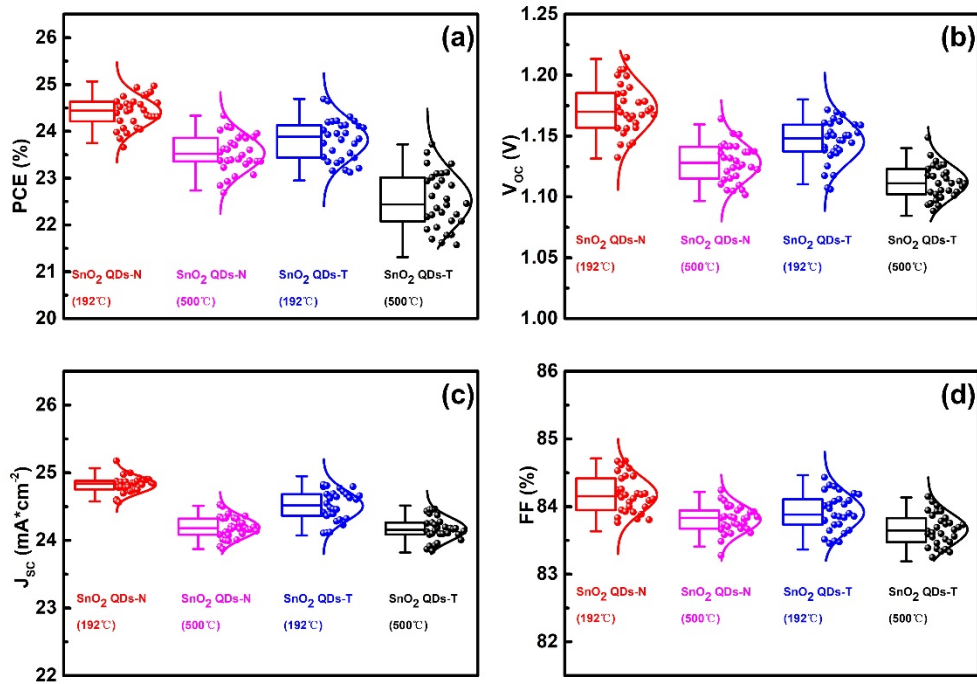 (a)
26
25
24
23
22
21
20
PCE (%)
SnO2 QDs-N
(192℃)
SnO2 QDs-N
(500℃)
SnO2 QDs-T
(192℃)
SnO2 QDs-T
(500℃)
(b)
1.25
1.20
1.15
1.10
1.05
1.00
VOC (V)
SnO2 QDs-N
(192℃)
SnO2 QDs-N
(500℃)
SnO2 QDs-T
(192℃)
SnO2 QDs-T
(500℃)
(c)
26
25
24
23
22
JSC (mA*cm-2)
SnO2 QDs-N
(192℃)
SnO2 QDs-N
(500℃)
SnO2 QDs-T
(192℃)
SnO2 QDs-T
(500℃)
(d)
86
85
84
83
82
FF (%)
SnO2 QDs-N
(192℃)
SnO2 QDs-N
(500℃)
SnO2 QDs-T
(192℃)
SnO2 QDs-T
(500℃)